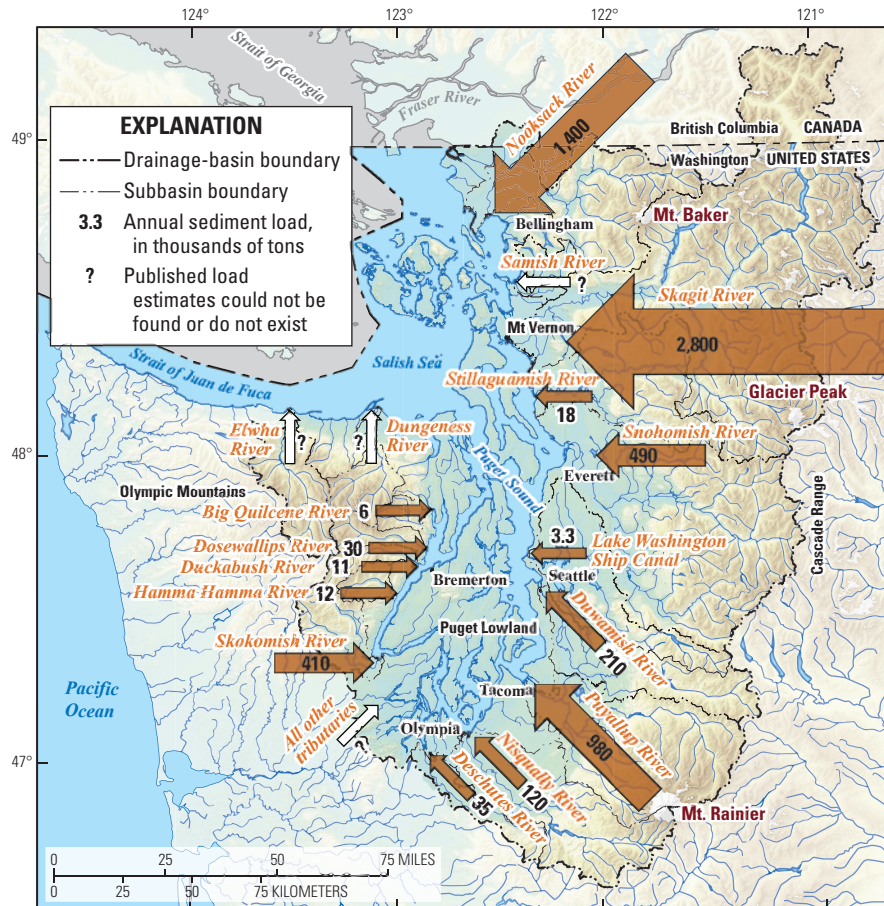 124°
123°
122°
121°
49°
48°
47°
Strait of Georgia
Fraser River
EXPLANATION
Drainage-basin boundary
Subbasin boundary
3.3 Annual sediment load,
in thousands of tons
? Published load
estimates could not be
found or do not exist
Nooksack River
1,400
British Columbia CANADA
Washington UNITED STATES
Mt. Baker
Bellingham
Samish River
?
Skagit River
2,800
Mt Vernon
Salish Sea
Strait of Juan de Fuca
Stillaguamish River
18
Glacier Peak
Elwha
River
?
Dungeness
River
?
Snohomish River
490
Everett
Puget Sound
Olympic Mountains
Big Quilcene River
6
Cascade Range
Dosewallips River
30
Duckabush River
11
Hamma Hamma River
12
3.3
Lake Washington
Ship Canal
Seattle
Bremerton
Duwamish River
210
Puget Lowland
Skokomish River
410
Pacific
Ocean
Tacoma
Puyallup River
980
All other
tributaries
?
Olympia
Nisqually River
120
Deschutes River
35
Mt. Rainier
0 25 50 75 MILES
0 25 50 75 KILOMETERS